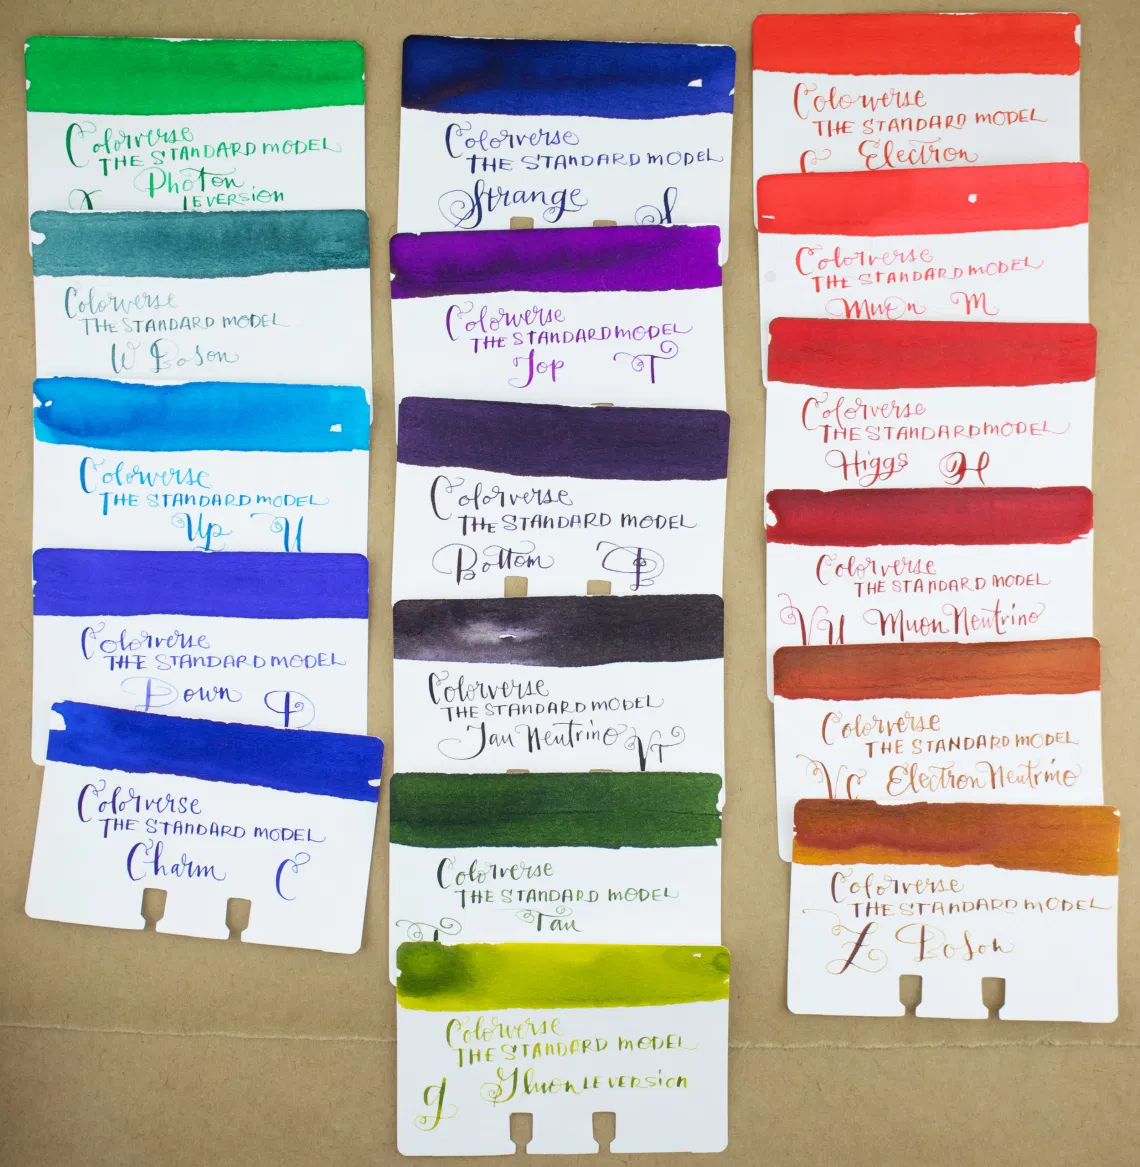 Colorverse
THE STANDARD MODEL
Photon
LE VERSION
Colorverse
THE STANDARD MODEL
W Boson
Colorverse
THE STANDARD MODEL
Up U
Colorverse
THE STANDARD MODEL
Down D
Colorverse
THE STANDARD MODEL
Charm C
Colorverse
THE STANDARD MODEL
Strange S
Colorverse
THE STANDARD MODEL
Top T
Colorverse
THE STANDARD MODEL
Bottom B
Colorverse
THE STANDARD MODEL
Tau Neutrino VT
Colorverse
THE STANDARD MODEL
Tau
T
Colorverse
THE STANDARD MODEL
g Gluon LE VERSION
Colorverse
THE STANDARD MODEL
Electron
Colorverse
THE STANDARD MODEL
Muon M
Colorverse
THE STANDARD MODEL
Higgs H
Colorverse
THE STANDARD MODEL
VU Muon Neutrino
Colorverse
THE STANDARD MODEL
Ve Electron Neutrino
Colorverse
THE STANDARD MODEL
Z Boson